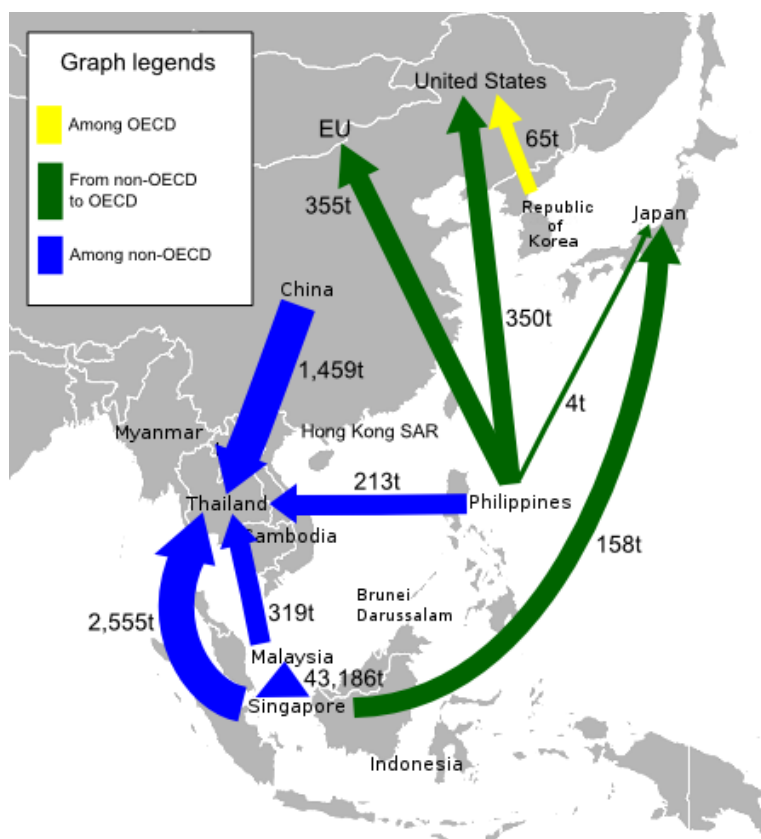 Graph legends
Among OECD
From non-OECD
to OECD
Among non-OECD
United States
EU
65t
355t
Republic
of
Korea
Japan
China
350t
1,459t
4t
Myanmar
Hong Kong SAR
213t
Thailand
Philippines
Cambodia
158t
Brunei
Darussalam
2,555t
319t
Malaysia
43,186t
Singapore
Indonesia